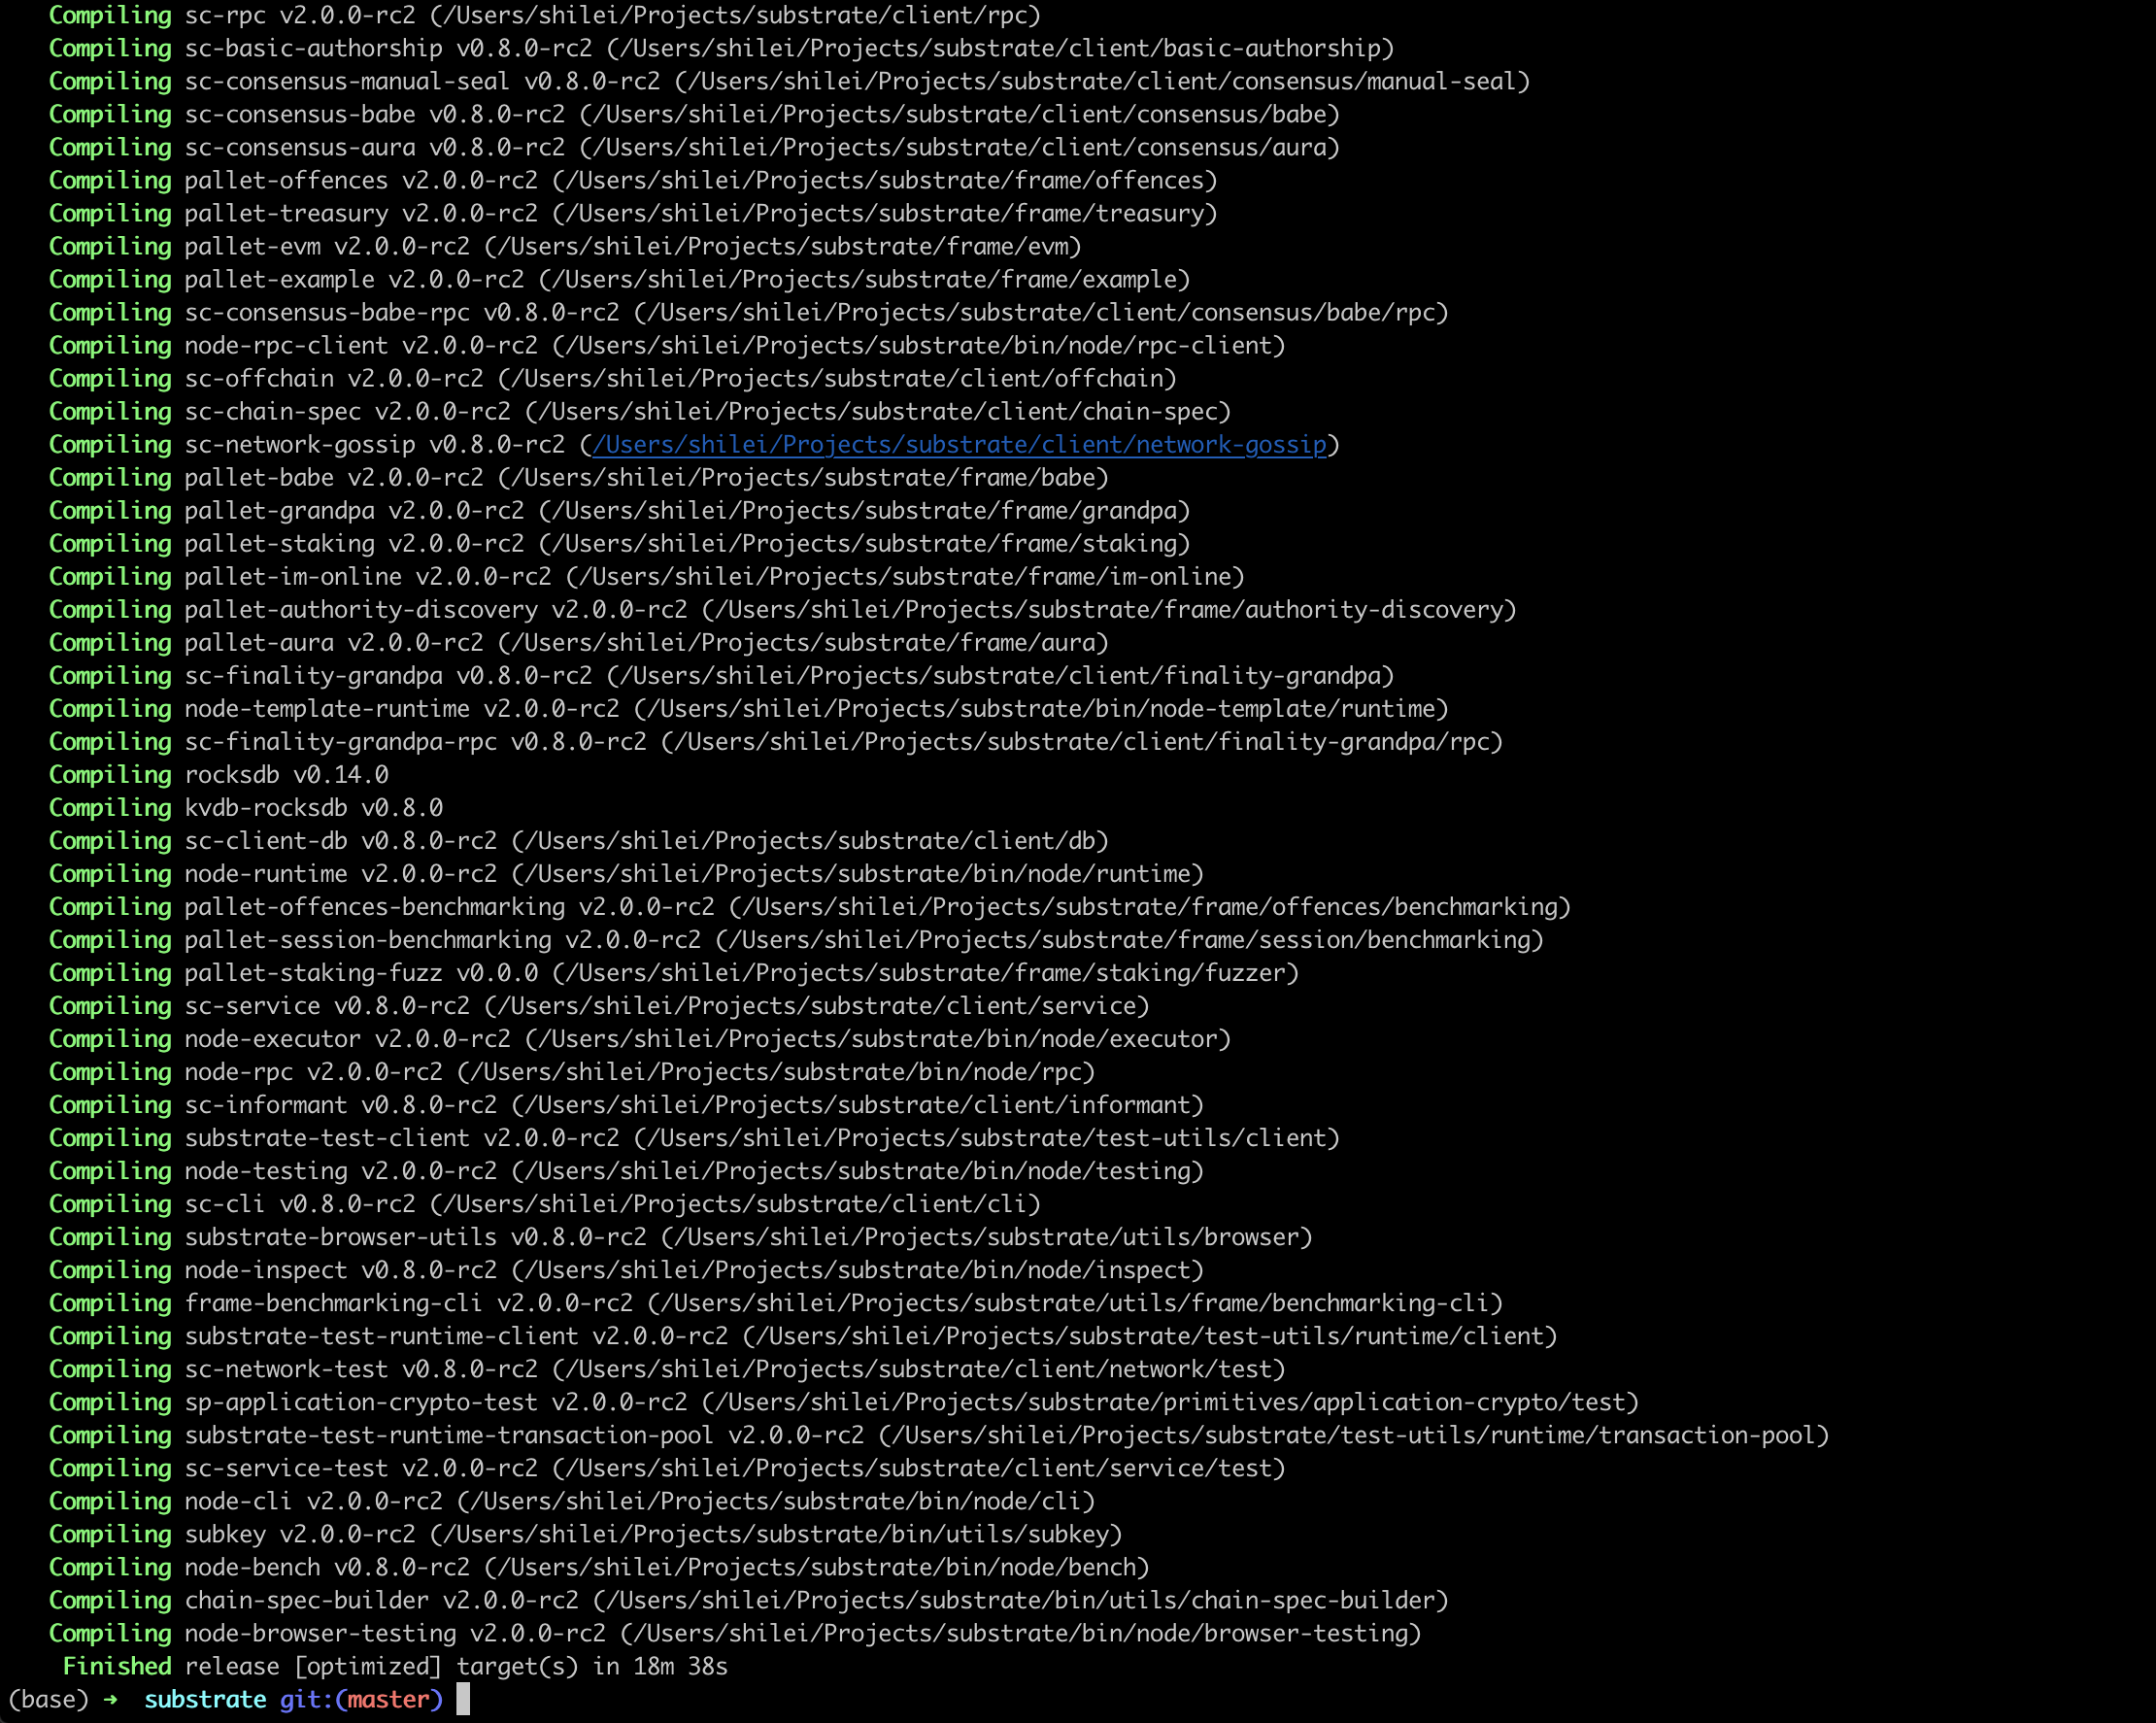 Compiling sc-rpc v2.0.0-rc2 (/Users/shilei/Projects/substrate/client/rpc)
Compiling sc-basic-authorship v0.8.0-rc2 (/Users/shilei/Projects/substrate/client/basic-authorship)
Compiling sc-consensus-manual-seal v0.8.0-rc2 (/Users/shilei/Projects/substrate/client/consensus/manual-seal)
Compiling sc-consensus-babe v0.8.0-rc2 (/Users/shilei/Projects/substrate/client/consensus/babe)
Compiling sc-consensus-aura v0.8.0-rc2 (/Users/shilei/Projects/substrate/client/consensus/aura)
Compiling pallet-offences v2.0.0-rc2 (/Users/shilei/Projects/substrate/frame/offences)
Compiling pallet-treasury v2.0.0-rc2 (/Users/shilei/Projects/substrate/frame/treasury)
Compiling pallet-evm v2.0.0-rc2 (/Users/shilei/Projects/substrate/frame/evm)
Compiling pallet-example v2.0.0-rc2 (/Users/shilei/Projects/substrate/frame/example)
Compiling sc-consensus-babe-rpc v0.8.0-rc2 (/Users/shilei/Projects/substrate/client/consensus/babe/rpc)
Compiling node-rpc-client v2.0.0-rc2 (/Users/shilei/Projects/substrate/bin/node/rpc-client)
Compiling sc-offchain v2.0.0-rc2 (/Users/shilei/Projects/substrate/client/offchain)
Compiling sc-chain-spec v2.0.0-rc2 (/Users/shilei/Projects/substrate/client/chain-spec)
Compiling sc-network-gossip v0.8.0-rc2 (/Users/shilei/Projects/substrate/client/network-gossip)
Compiling pallet-babe v2.0.0-rc2 (/Users/shilei/Projects/substrate/frame/babe)
Compiling pallet-grandpa v2.0.0-rc2 (/Users/shilei/Projects/substrate/frame/grandpa)
Compiling pallet-staking v2.0.0-rc2 (/Users/shilei/Projects/substrate/frame/staking)
Compiling pallet-im-online v2.0.0-rc2 (/Users/shilei/Projects/substrate/frame/im-online)
Compiling pallet-authority-discovery v2.0.0-rc2 (/Users/shilei/Projects/substrate/frame/authority-discovery)
Compiling pallet-aura v2.0.0-rc2 (/Users/shilei/Projects/substrate/frame/aura)
Compiling sc-finality-grandpa v0.8.0-rc2 (/Users/shilei/Projects/substrate/client/finality-grandpa)
Compiling node-template-runtime v2.0.0-rc2 (/Users/shilei/Projects/substrate/bin/node-template/runtime)
Compiling sc-finality-grandpa-rpc v0.8.0-rc2 (/Users/shilei/Projects/substrate/client/finality-grandpa/rpc)
Compiling rocksdb v0.14.0
Compiling kvdb-rocksdb v0.8.0
Compiling sc-client-db v0.8.0-rc2 (/Users/shilei/Projects/substrate/client/db)
Compiling node-runtime v2.0.0-rc2 (/Users/shilei/Projects/substrate/bin/node/runtime)
Compiling pallet-offences-benchmarking v2.0.0-rc2 (/Users/shilei/Projects/substrate/frame/offences/benchmarking)
Compiling pallet-session-benchmarking v2.0.0-rc2 (/Users/shilei/Projects/substrate/frame/session/benchmarking)
Compiling pallet-staking-fuzz v0.0.0 (/Users/shilei/Projects/substrate/frame/staking/fuzzer)
Compiling sc-service v0.8.0-rc2 (/Users/shilei/Projects/substrate/client/service)
Compiling node-executor v2.0.0-rc2 (/Users/shilei/Projects/substrate/bin/node/executor)
Compiling node-rpc v2.0.0-rc2 (/Users/shilei/Projects/substrate/bin/node/rpc)
Compiling sc-informant v0.8.0-rc2 (/Users/shilei/Projects/substrate/client/informant)
Compiling substrate-test-client v2.0.0-rc2 (/Users/shilei/Projects/substrate/test-utils/client)
Compiling node-testing v2.0.0-rc2 (/Users/shilei/Projects/substrate/bin/node/testing)
Compiling sc-cli v0.8.0-rc2 (/Users/shilei/Projects/substrate/client/cli)
Compiling substrate-browser-utils v0.8.0-rc2 (/Users/shilei/Projects/substrate/utils/browser)
Compiling node-inspect v0.8.0-rc2 (/Users/shilei/Projects/substrate/bin/node/inspect)
Compiling frame-benchmarking-cli v2.0.0-rc2 (/Users/shilei/Projects/substrate/utils/frame/benchmarking-cli)
Compiling substrate-test-runtime-client v2.0.0-rc2 (/Users/shilei/Projects/substrate/test-utils/runtime/client)
Compiling sc-network-test v0.8.0-rc2 (/Users/shilei/Projects/substrate/client/network/test)
Compiling sp-application-crypto-test v2.0.0-rc2 (/Users/shilei/Projects/substrate/primitives/application-crypto/test)
Compiling substrate-test-runtime-transaction-pool v2.0.0-rc2 (/Users/shilei/Projects/substrate/test-utils/runtime/transaction-pool)
Compiling sc-service-test v2.0.0-rc2 (/Users/shilei/Projects/substrate/client/service/test)
Compiling node-cli v2.0.0-rc2 (/Users/shilei/Projects/substrate/bin/node/cli)
Compiling subkey v2.0.0-rc2 (/Users/shilei/Projects/substrate/bin/utils/subkey)
Compiling node-bench v0.8.0-rc2 (/Users/shilei/Projects/substrate/bin/node/bench)
Compiling chain-spec-builder v2.0.0-rc2 (/Users/shilei/Projects/substrate/bin/utils/chain-spec-builder)
Compiling node-browser-testing v2.0.0-rc2 (/Users/shilei/Projects/substrate/bin/node/browser-testing)
Finished release [optimized] target(s) in 18m 38s
(base) → substrate git:(master)